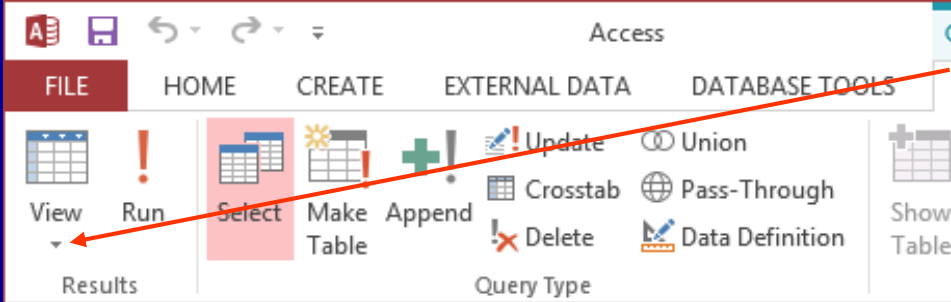 Access
FILE HOME CREATE EXTERNAL DATA DATABASE TOOLS
View Run Select Make Table Append Update Crosstab Delete Union Pass-Through Data Definition Show Table
Results Query Type